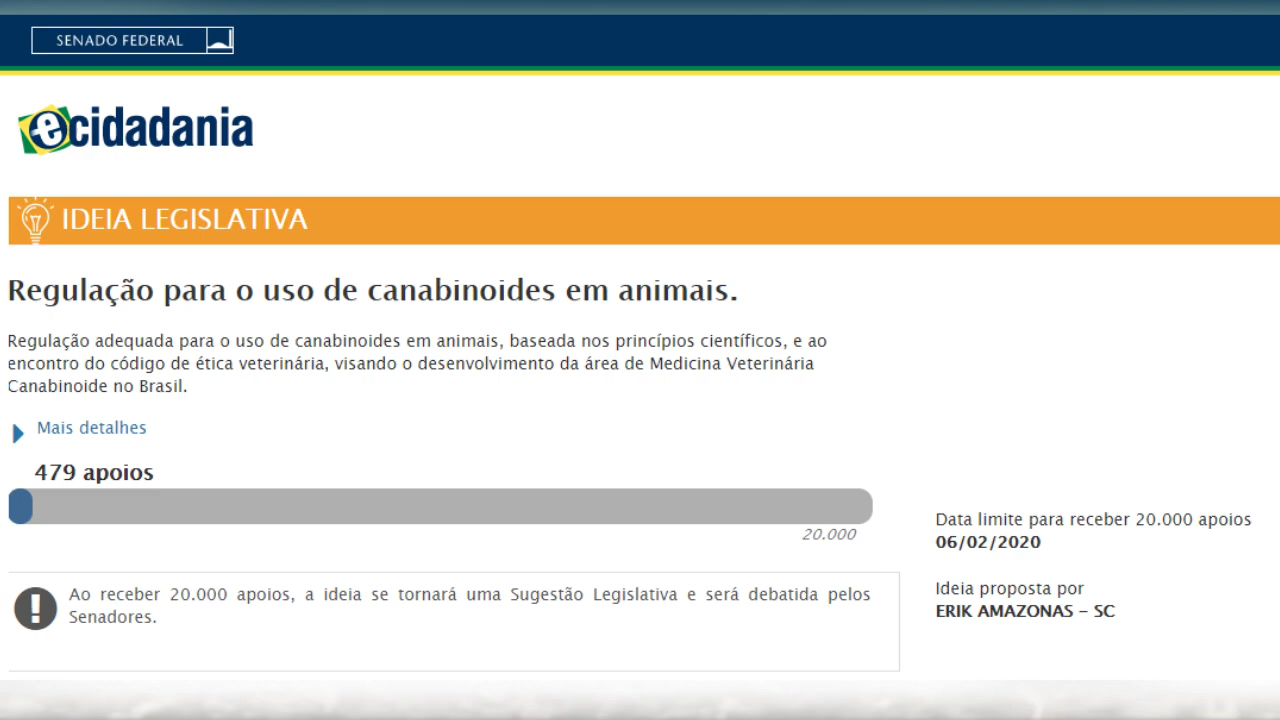 SENADO FEDERAL
ecidadania
IDEIA LEGISLATIVA
Regulação para o uso de canabinoides em animais.
Regulação adequada para o uso de canabinoides em animais, baseada nos princípios científicos, e ao
encontro do código de ética veterinária, visando o desenvolvimento da área de Medicina Veterinária
Canabinoide no Brasil.
Mais detalhes
479 apoios
20.000
Ao receber 20.000 apoios, a ideia se tornará uma Sugestão Legislativa e será debatida pelos
Senadores.
Data limite para receber 20.000 apoios
06/02/2020
Ideia proposta por
ERIK AMAZONAS - SC